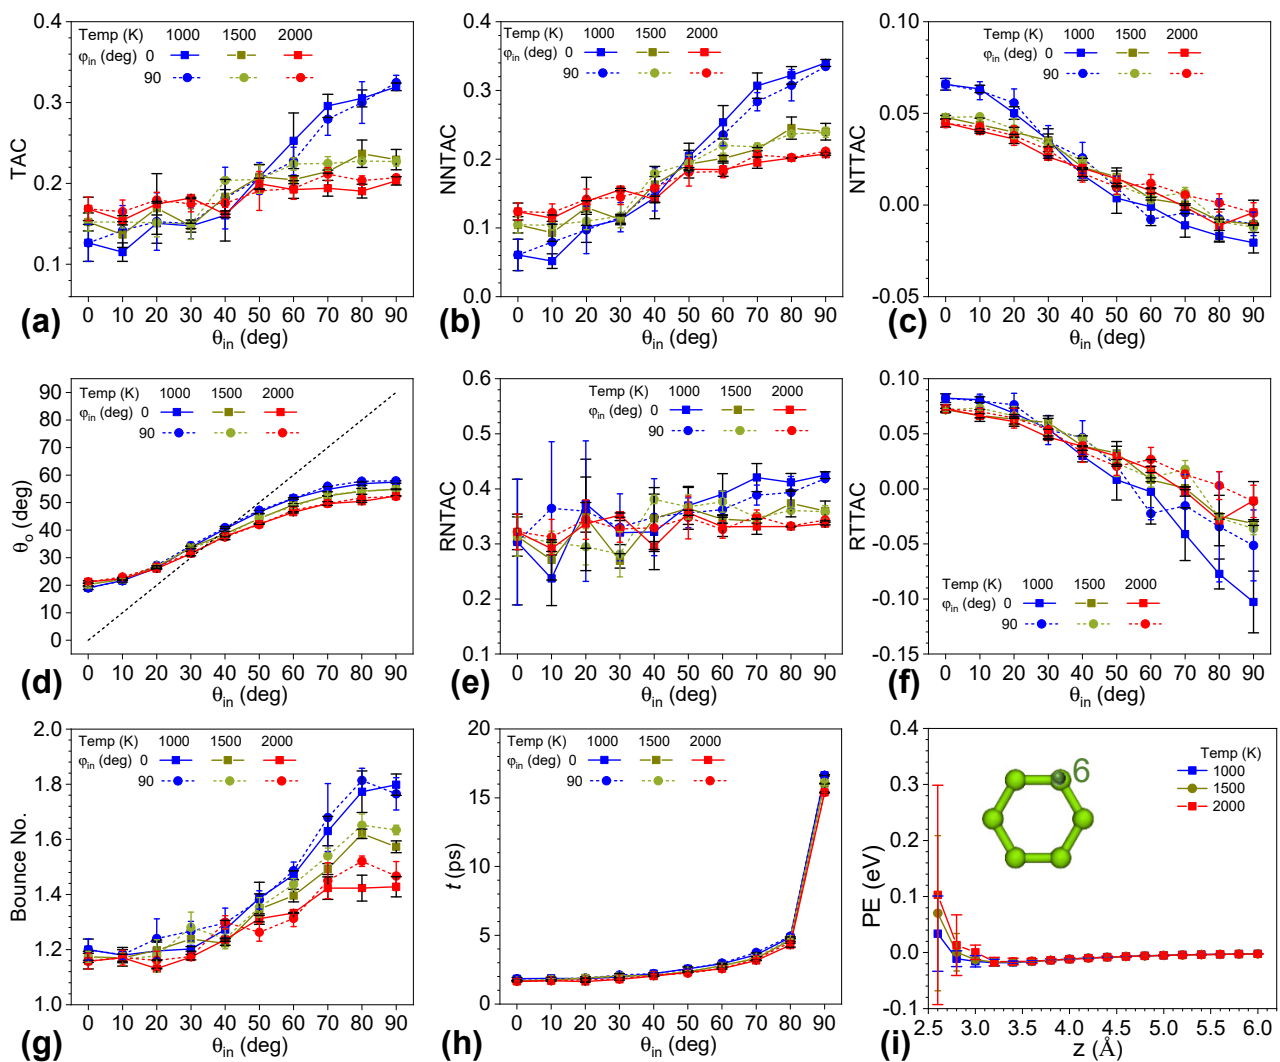 0.4
0.3
0.2
0.1
TAC
Temp (K) 1000 1500 2000
φin (deg) 0
90
0 10 20 30 40 50 60 70 80 90
θin (deg)
(a)
0.5
0.4
0.3
0.2
0.1
0.0
NNTAC
Temp (K) 1000 1500 2000
φin (deg) 0
90
0 10 20 30 40 50 60 70 80 90
θin (deg)
(b)
0.10
0.05
0.00
-0.05
NTTAC
Temp (K) 1000 1500 2000
φin (deg) 0
90
0 10 20 30 40 50 60 70 80 90
θin (deg)
(c)
90
80
70
60
50
40
30
20
10
0
θo (deg)
Temp (K) 1000 1500 2000
φin (deg) 0
90
0 10 20 30 40 50 60 70 80 90
θin (deg)
(d)
0.6
0.5
0.4
0.3
0.2
0.1
RNTAC
Temp (K) 1000 1500 2000
φin (deg) 0
90
0 10 20 30 40 50 60 70 80 90
θin (deg)
(e)
0.10
0.05
0.00
-0.05
-0.10
-0.15
RTTAC
Temp (K) 1000 1500 2000
φin (deg) 0
90
0 10 20 30 40 50 60 70 80 90
θin (deg)
(f)
2.0
1.8
1.6
1.4
1.2
1.0
Bounce No.
Temp (K) 1000 1500 2000
φin (deg) 0
90
0 10 20 30 40 50 60 70 80 90
θin (deg)
(g)
20
15
10
5
0
t (ps)
Temp (K) 1000 1500 2000
φin (deg) 0
90
0 10 20 30 40 50 60 70 80 90
θin (deg)
(h)
0.4
0.3
0.2
0.1
0.0
-0.1
PE (eV)
6
Temp (K)
1000
1500
2000
2.5 3.0 3.5 4.0 4.5 5.0 5.5 6.0
z (Å)
(i)